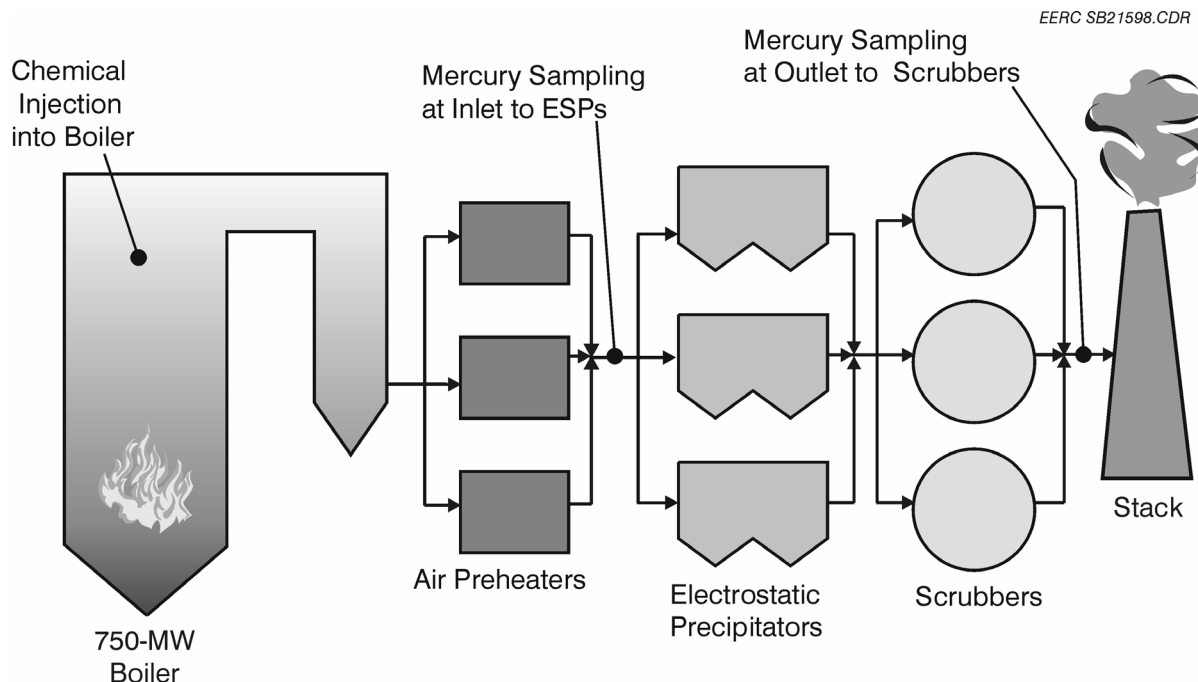 EERC SB21598.CDR
Chemical
Injection
into Boiler
Mercury Sampling
at Inlet to ESPs
Mercury Sampling
at Outlet to Scrubbers
Air Preheaters
Electrostatic
Precipitators
Scrubbers
Stack
750-MW
Boiler